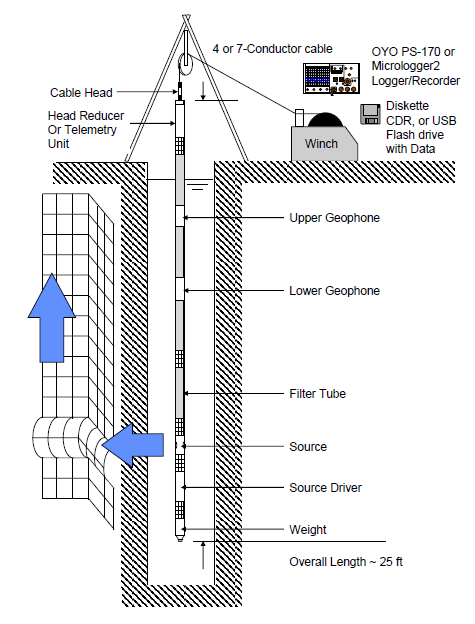 4 or 7-Conductor cable
OYO PS-170 or
Micrologger2
Logger/Recorder
Cable Head
Diskette
CDR, or USB
Flash drive
with Data
Head Reducer
Or Telemetry
Unit
Winch
Upper Geophone
Lower Geophone
Filter Tube
Source
Source Driver
Weight
Overall Length ~ 25 ft